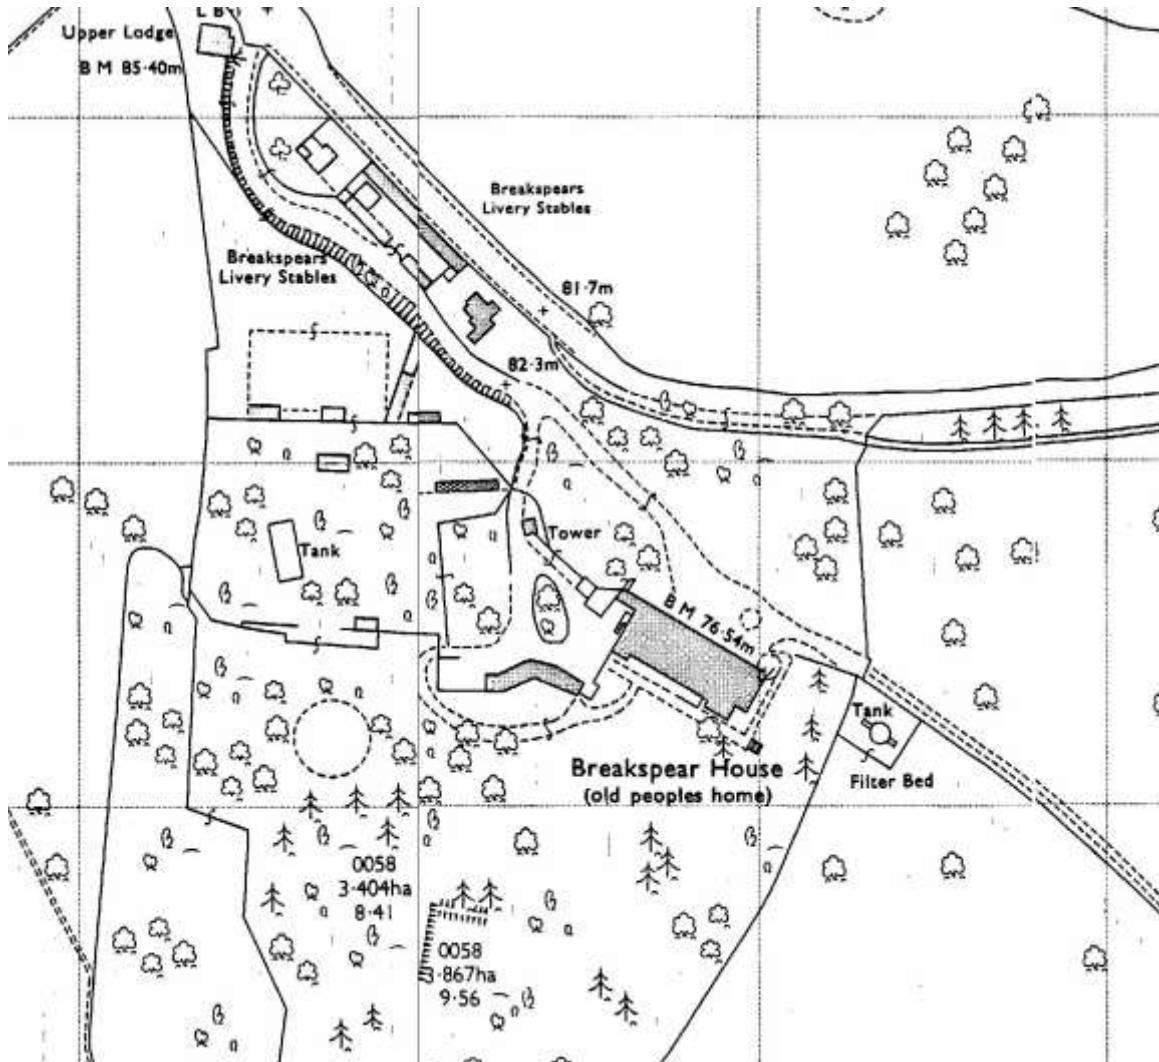 L B
Upper Lodge
B M 85·40m
Breakspears
Livery Stables
Breakspears
Livery Stables
81·7m
82·3m
Tower
Tank
B M 76·54m
Tank
Filter Bed
Breakspear House
(old peoples home)
0058
3·404ha
8·41
0058
3·867ha
9·56